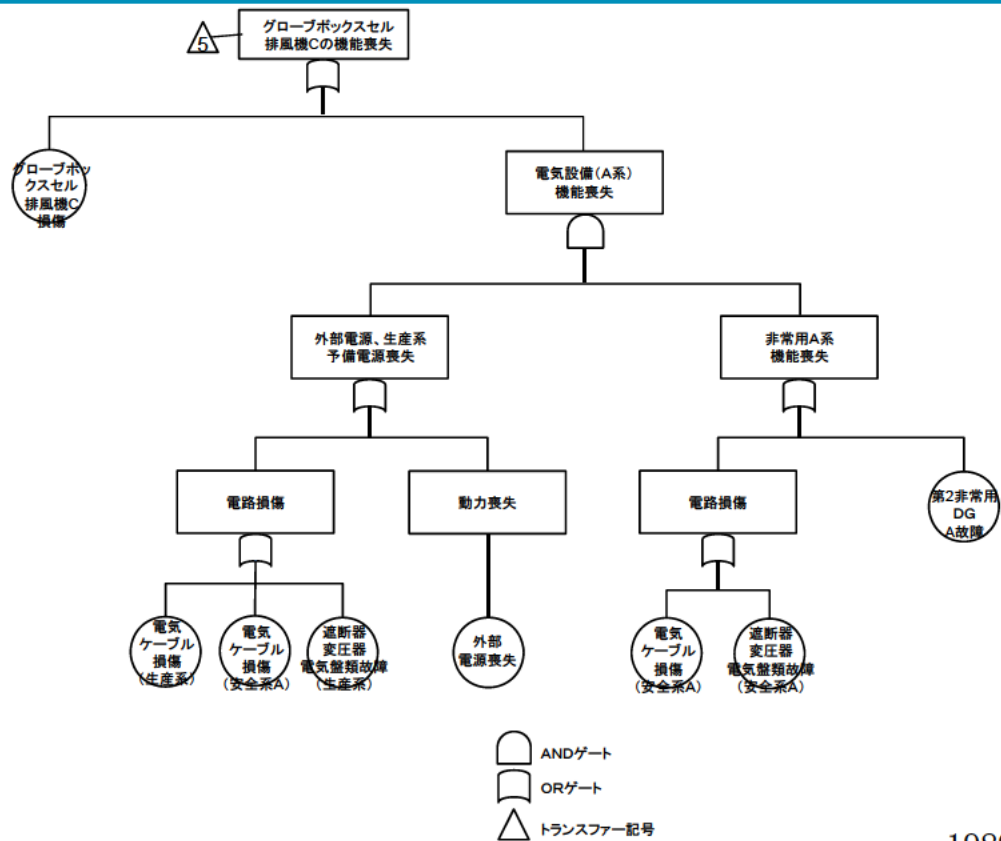 5
グローブボックスセル
排風機Cの機能喪失
グローブボッ
クスセル
排風機C
損傷
電気設備(A系)
機能喪失
外部電源、生産系
予備電源喪失
非常用A系
機能喪失
電路損傷
動力喪失
電路損傷
第2非常用
DG
A故障
電気
ケーブル
損傷
(生産系)
電気
ケーブル
損傷
(安全系A)
遮断器
変圧器
電気盤類故障
(生産系)
外部
電源喪失
電気
ケーブル
損傷
(安全系A)
遮断器
変圧器
電気盤類故障
(安全系A)
ANDゲート
ORゲート
トランスファー記号